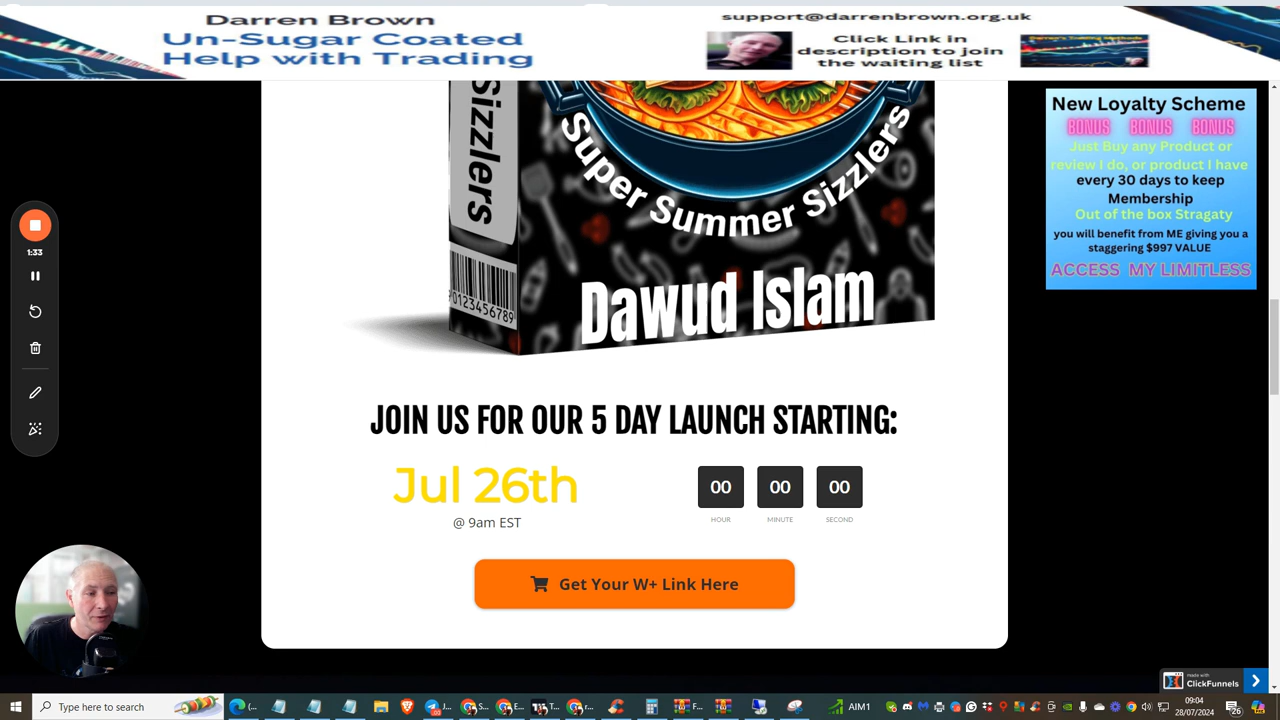 Darren Brown
Un-Sugar Coated
Help with Trading
support@darrenbrown.org.uk
Click Link in
description to join
the waiting list
New Loyalty Scheme
BONUS BONUS BONUS
Just Buy any Product or
review I do, or product I have
every 30 days to keep
Membership
Out of the box Stragaty
you will benefit from ME giving you a
staggering $997 VALUE
ACCESS MY LIMITLESS
1:33
Sizzlers
Super Summer Sizzlers
0123456789
Dawud Islam
JOIN US FOR OUR 5 DAY LAUNCH STARTING:
Jul 26th
@ 9am EST
00 00 00
HOUR MINUTE SECOND
Get Your W+ Link Here
made with
ClickFunnels
Type here to search
AIM1
09:04
28/07/2024